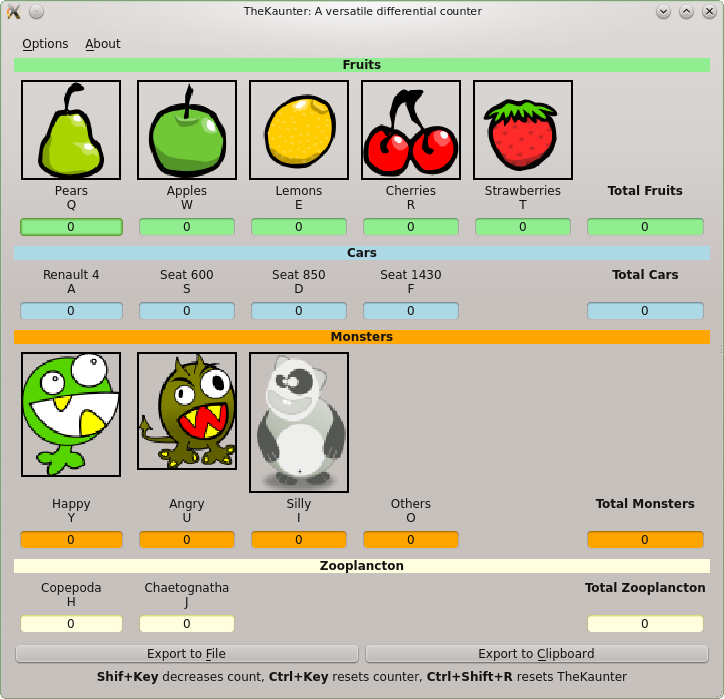 TheKaunter: A versatile differential counter
Options About
Fruits
Pears Apples Lemons Cherries Strawberries Total Fruits
Q W E R T
0 0 0 0 0 0
Cars
Renault 4 Seat 600 Seat 850 Seat 1430 Total Cars
A S D F
0 0 0 0 0
Monsters
Happy Angry Silly Others Total Monsters
Y U I O
0 0 0 0 0
Zooplancton
Copepoda Chaetognatha Total Zooplancton
H J
0 0 0
Export to File Export to Clipboard
Shif+Key decreases count, Ctrl+Key resets counter, Ctrl+Shift+R resets TheKaunter